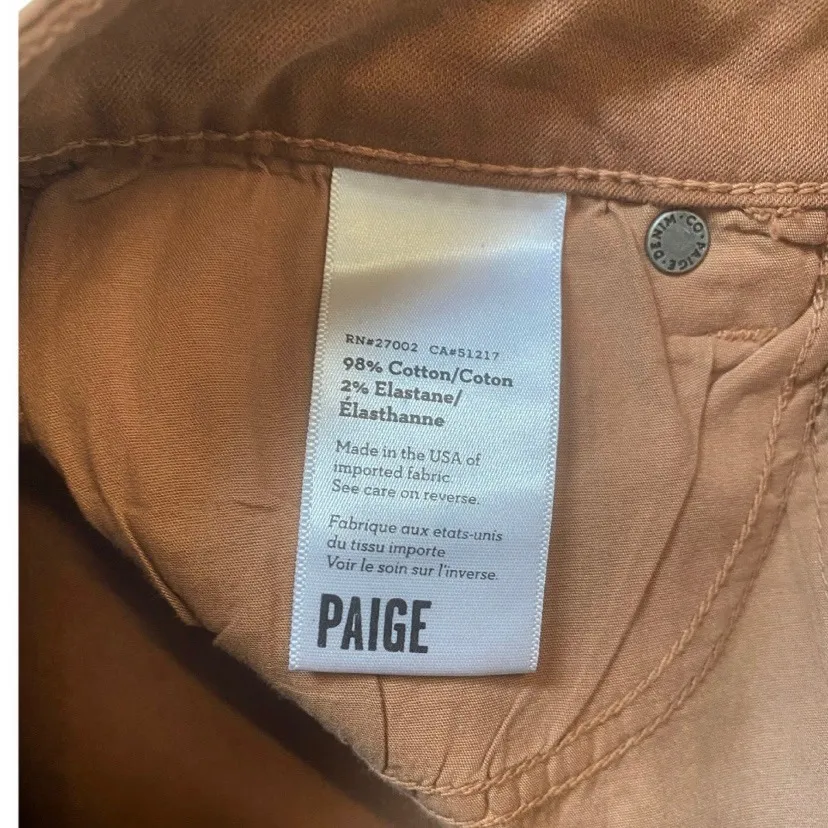 RN#27002 CA#51217
98% Cotton/Coton
2% Elastane/
Élasthanne
Made in the USA of
imported fabric.
See care on reverse.
Fabrique aux etats-unis
du tissu importe
Voir le soin sur l'inverse.
PAIGE
PAIGE•DENIM•CO•